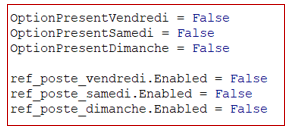 OptionPresentVendredi = False
OptionPresentSamedi = False
OptionPresentDimanche = False
ref_poste_vendredi.Enabled = False
ref_poste_samedi.Enabled = False
ref_poste_dimanche.Enabled = False